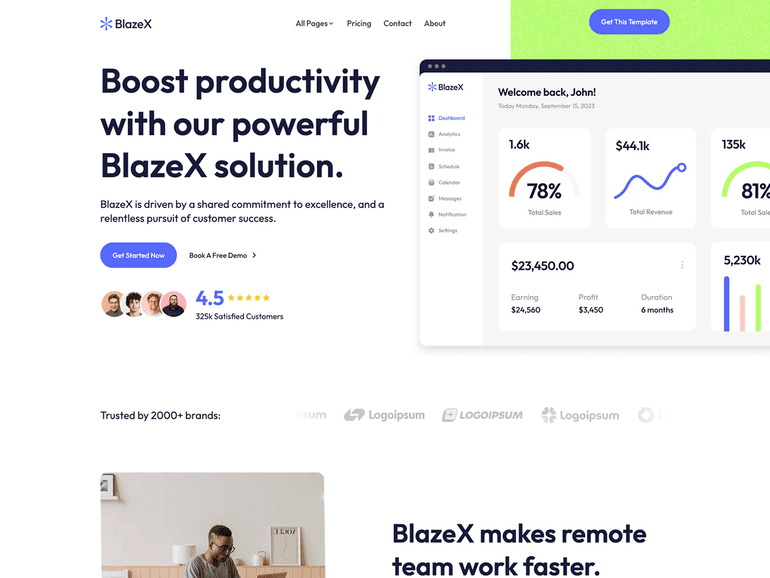 BlazeX
All Pages
Pricing
Contact
About
Get This Template
Boost productivity
with our powerful
BlazeX solution.
BlazeX is driven by a shared commitment to excellence, and a
relentless pursuit of customer success.
Get Started Now
Book A Free Demo
4.5
325k Satisfied Customers
BlazeX
Dashboard
Analytics
Invoice
Schedule
Calendar
Messages
Notification
Settings
Welcome back, John!
Today Monday, September 15, 2023
1.6k
78%
Total Sales
$44.1k
Total Revenue
135k
81%
Total Sale
$23,450.00
Earning
Profit
Duration
$24,560
$3,450
6 months
5,230k
Trusted by 2000+ brands:
psum
Logoipsum
LOGOIPSUM
Logoipsum
L
BlazeX makes remote
team work faster.